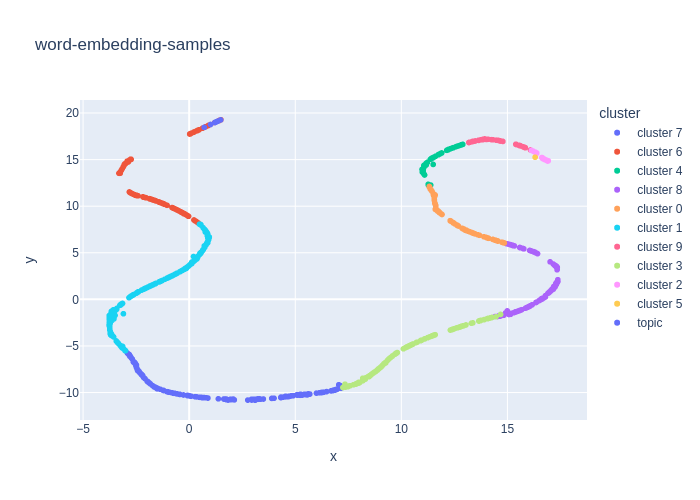 word-embedding-samples
cluster
cluster 7
cluster 6
cluster 4
cluster 8
cluster 0
cluster 1
cluster 9
cluster 3
cluster 2
cluster 5
topic
20
15
10
5
0
−5
−10
y
−5 0 5 10 15
x